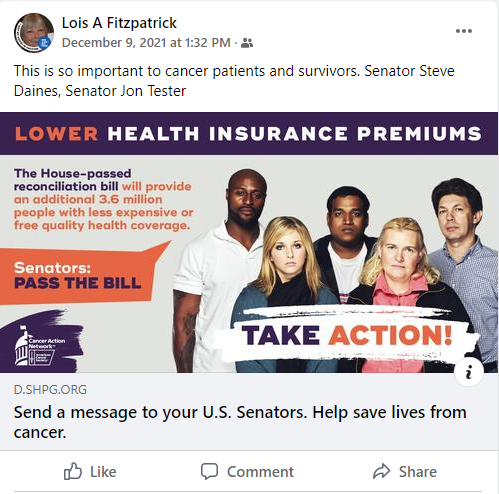 Lois A Fitzpatrick
December 9, 2021 at 1:32 PM ·
This is so important to cancer patients and survivors. Senator Steve
Daines, Senator Jon Tester
LOWER HEALTH INSURANCE PREMIUMS
The House-passed
reconciliation bill will provide
an additional 3.6 million
people with less expensive or
free quality health coverage.
Senators:
PASS THE BILL
Cancer Action
Network
American
Cancer
Society
TAKE ACTION!
i
D.SHPG.ORG
Send a message to your U.S. Senators. Help save lives from
cancer.
Like
Comment
Share